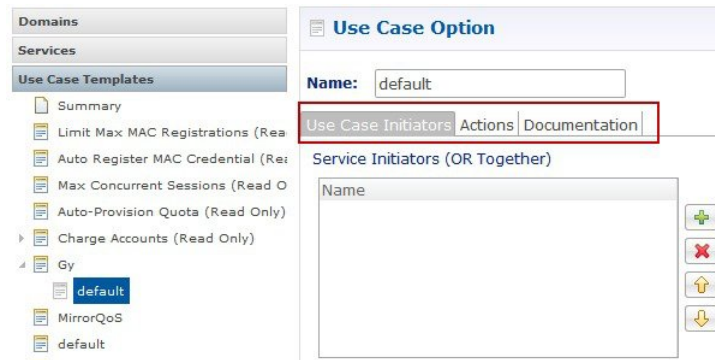 Domains
Services
Use Case Templates
Summary
Limit Max MAC Registrations (Rea
Auto Register MAC Credential (Rea
Max Concurrent Sessions (Read O
Auto-Provision Quota (Read Only)
Charge Accounts (Read Only)
Gy
default
MirrorQoS
default
Use Case Option
Name: default
Use Case Initiators Actions Documentation
Service Initiators (OR Together)
Name